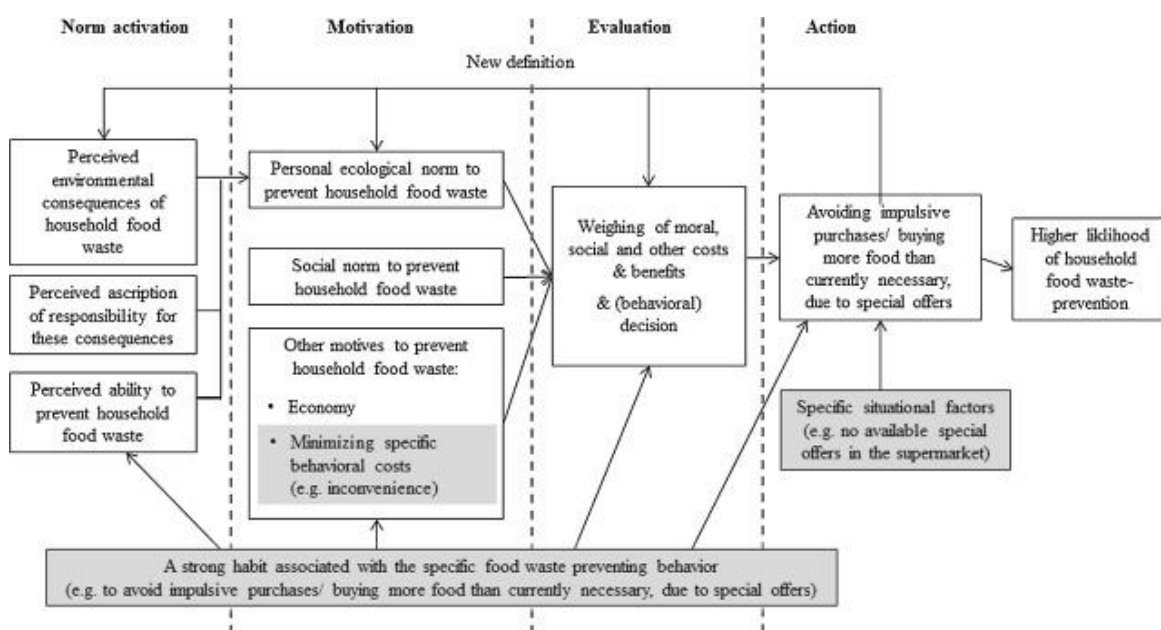 Norm activation
Motivation
Evaluation
Action
New definition
Perceived
environmental
consequences of
household food
waste
Perceived ascription
of responsibility for
these consequences
Perceived ability to
prevent household
food waste
Personal ecological norm to
prevent household food waste
Social norm to prevent
household food waste
Other motives to prevent
household food waste:
• Economy
• Minimizing specific
behavioral costs
(e.g. inconvenience)
Weighing of moral,
social and other costs
& benefits
& (behavioral)
decision
Avoiding impulsive
purchases/ buying
more food than
currently necessary,
due to special offers
Higher liklihood
of household
food waste-
prevention
Specific situational factors
(e.g. no available special
offers in the supermarket)
A strong habit associated with the specific food waste preventing behavior
(e.g. to avoid impulsive purchases/ buying more food than currently necessary, due to special offers)